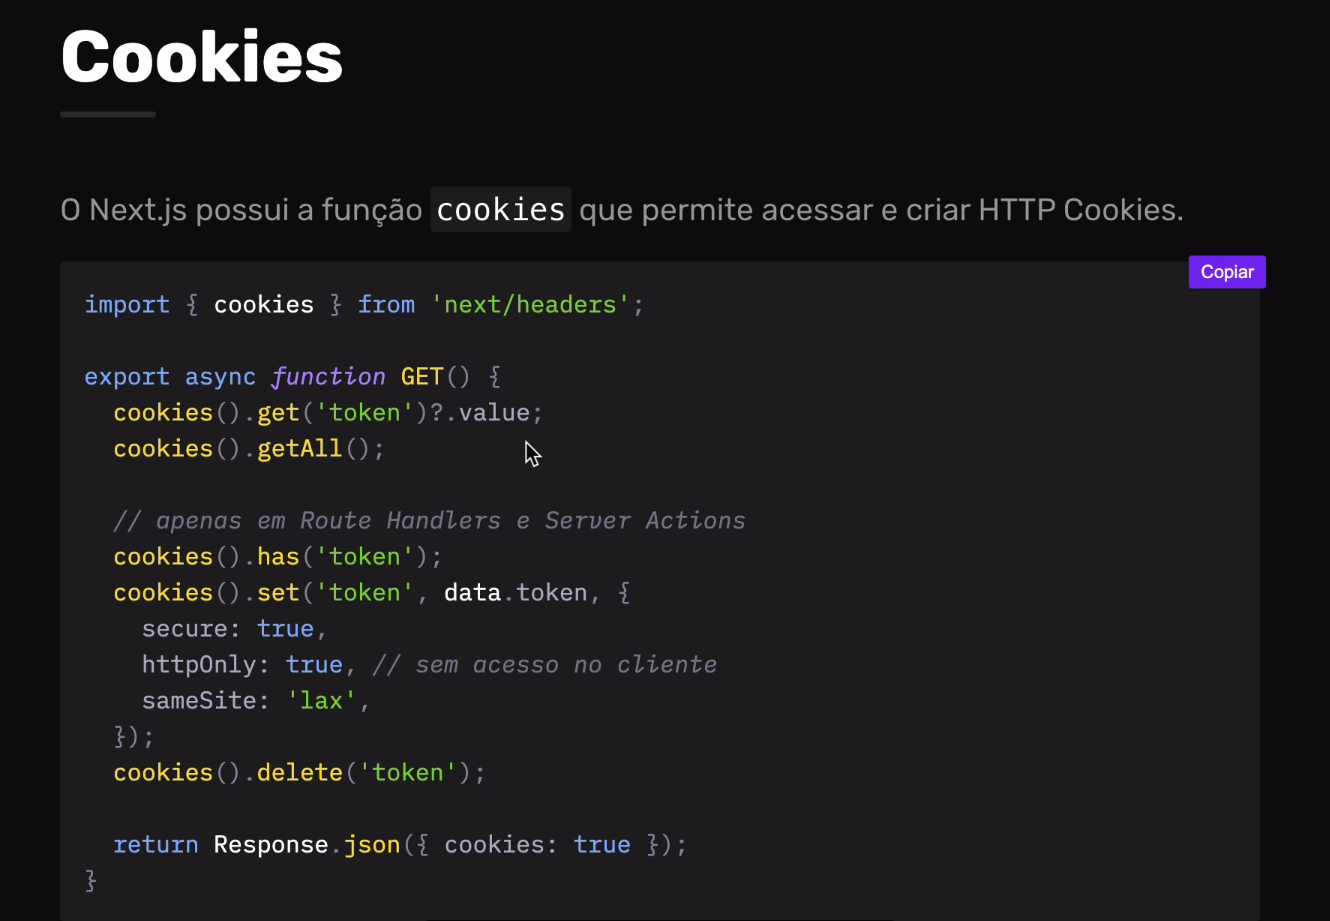 Cookies
O Next.js possui a função cookies que permite acessar e criar HTTP Cookies.
Copiar
import { cookies } from 'next/headers';
export async function GET() {
cookies().get('token')?.value;
cookies().getAll();
// apenas em Route Handlers e Server Actions
cookies().has('token');
cookies().set('token', data.token, {
secure: true,
httpOnly: true, // sem acesso no cliente
sameSite: 'lax',
});
cookies().delete('token');
return Response.json({ cookies: true });
}